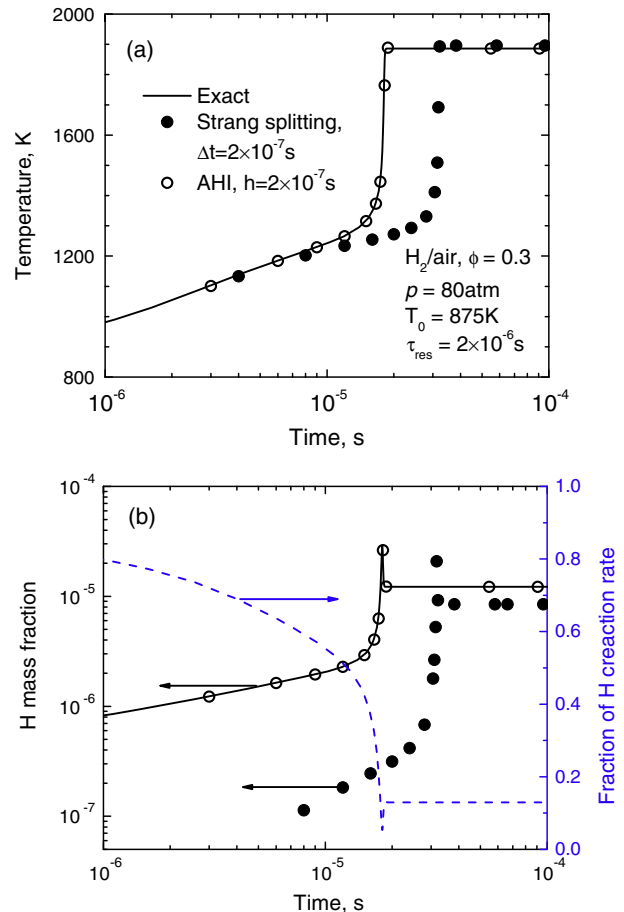 2000
(a)
Exact
Strang splitting,
Δt=2×10⁻⁷s
AHI, h=2×10⁻⁷s
1600
1200
800
Temperature, K
H₂/air, ϕ = 0.3
p = 80atm
T₀ = 875K
τres = 2×10⁻⁶s
10⁻⁶
10⁻⁵
10⁻⁴
Time, s
10⁻⁴
(b)
10⁻⁵
10⁻⁶
10⁻⁷
H mass fraction
1.0
0.8
0.6
0.4
0.2
0.0
Fraction of H creaction rate
10⁻⁶
10⁻⁵
10⁻⁴
Time, s